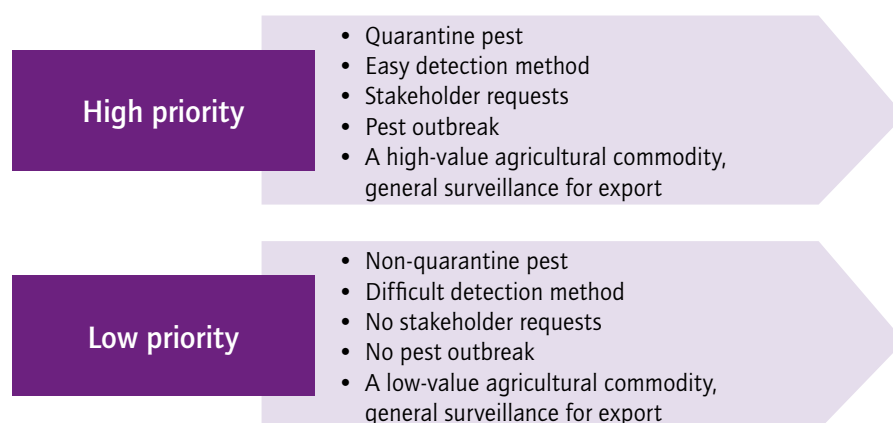 High priority
• Quarantine pest
• Easy detection method
• Stakeholder requests
• Pest outbreak
• A high-value agricultural commodity,
general surveillance for export
Low priority
• Non-quarantine pest
• Difficult detection method
• No stakeholder requests
• No pest outbreak
• A low-value agricultural commodity,
general surveillance for export